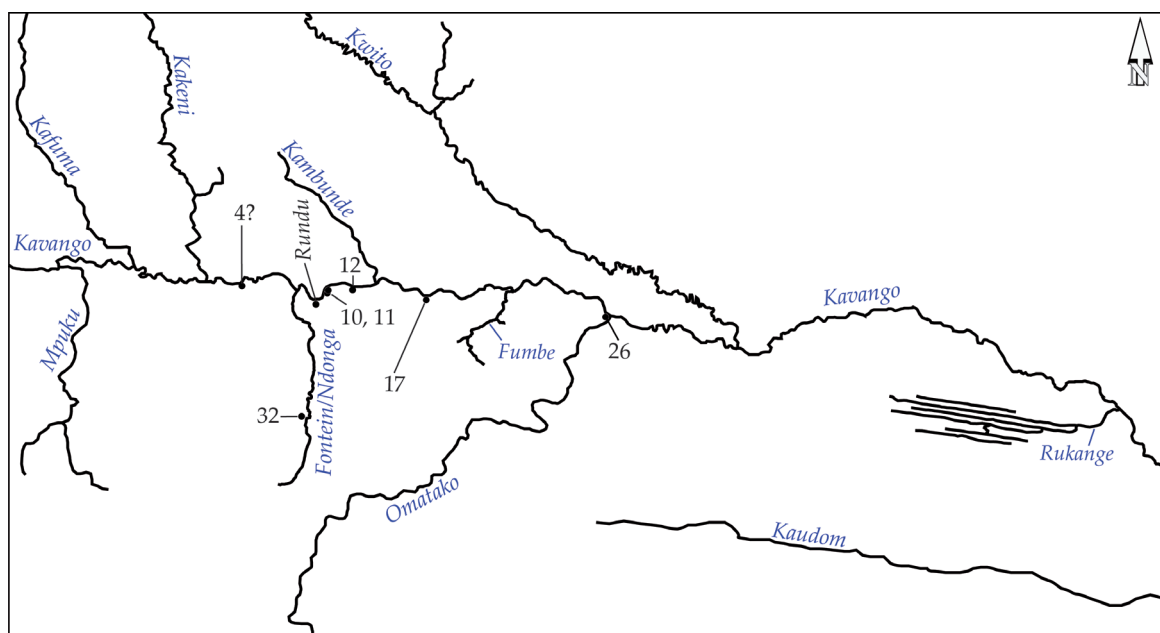 N
Kwito
Kakeni
Kafuma
Kambunde
4?
Rundu
Kavango
12
Kavango
10, 11
Mpuku
Fontein/Ndonga
Fumbe
26
17
32
Rukange
Omatako
Kaudom